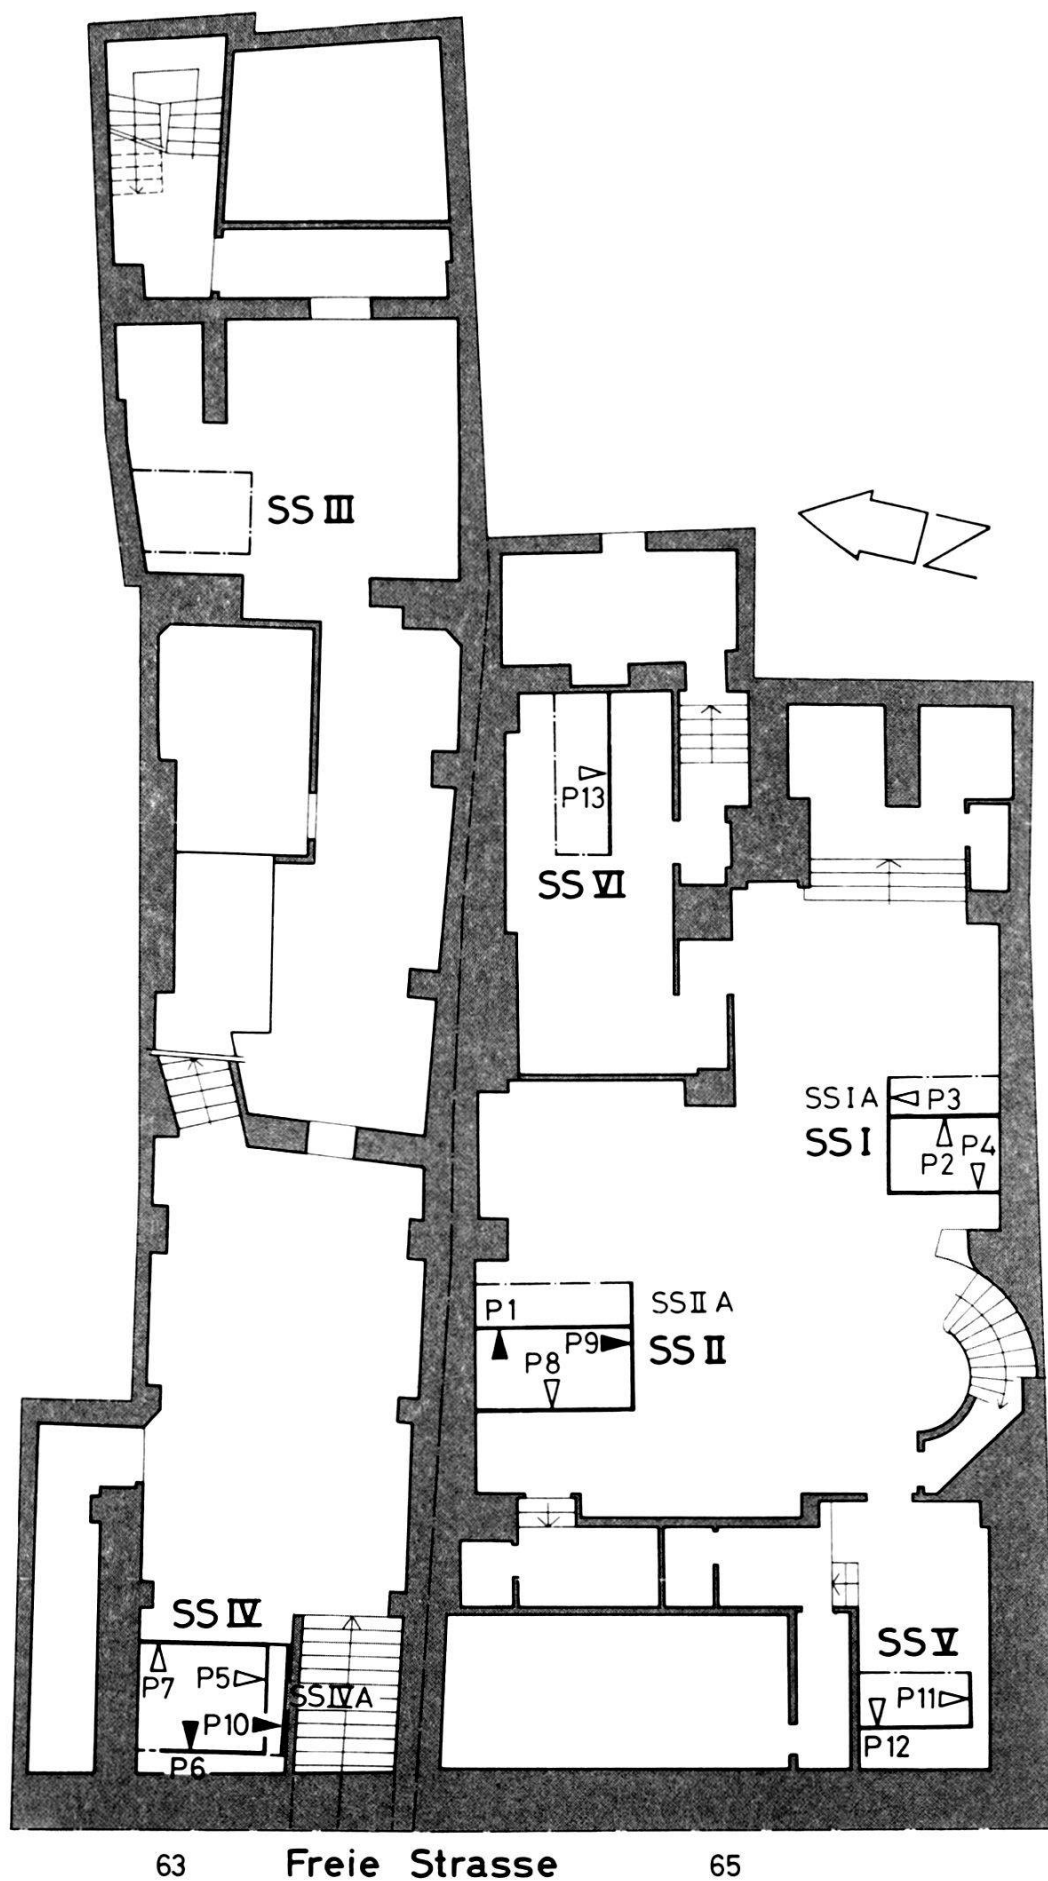 SS III
P13
SS VI
SS I A
P3
SS I
P2
P4
P1
SS II A
P9
SS II
P8
SS IV
P7
P5
SS IV A
P10
P6
SS V
P11
P12
63 Freie Strasse 65